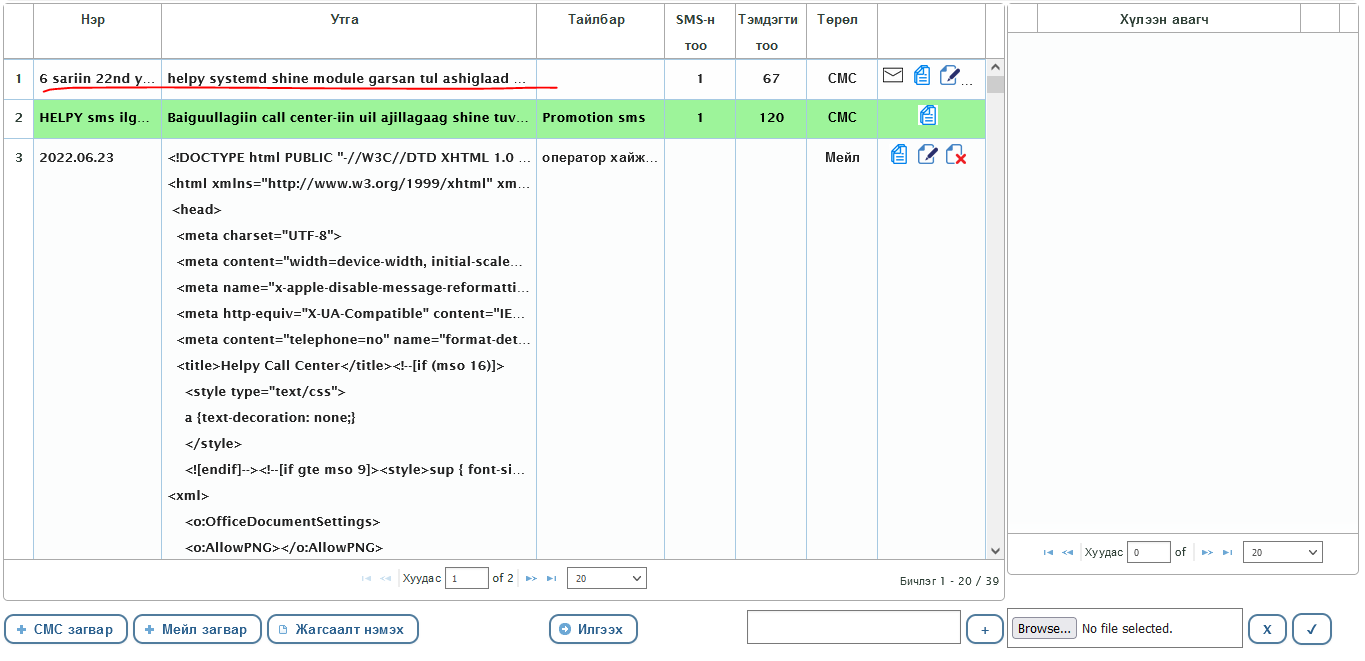 Нэр Утга Тайлбар SMS-н тоо Тэмдэгти тоо Төрөл
1 6 sariin 22nd y... helpy systemd shine module garsan tul ashiglaad ... 1 67 СМС ...
2 HELPY sms ilg... Baiguullagiin call center-iin uil ajillagaag shine tuv... Promotion sms 1 120 СМС
3 2022.06.23 <!DOCTYPE html PUBLIC "-//W3C//DTD XHTML 1.0 ... оператор хайж... Мейл
<html xmlns="http://www.w3.org/1999/xhtml" xm...
<head>
<meta charset="UTF-8">
<meta content="width=device-width, initial-scale...
<meta name="x-apple-disable-message-reformatti...
<meta http-equiv="X-UA-Compatible" content="IE...
<meta content="telephone=no" name="format-det...
<title>Helpy Call Center</title><!--[if (mso 16)]>
<style type="text/css">
a {text-decoration: none;}
</style>
<![endif]--><!--[if gte mso 9]><style>sup { font-si...
<xml>
<o:OfficeDocumentSettings>
<o:AllowPNG></o:AllowPNG>
Хуудас 1 of 2 20 Бичлэг 1 - 20 / 39
Хүлээн авагч
Хуудас 0 of 20
+ СМС загвар + Мейл загвар Жагсаалт нэмэх Илгээх + Browse... No file selected. X ✓